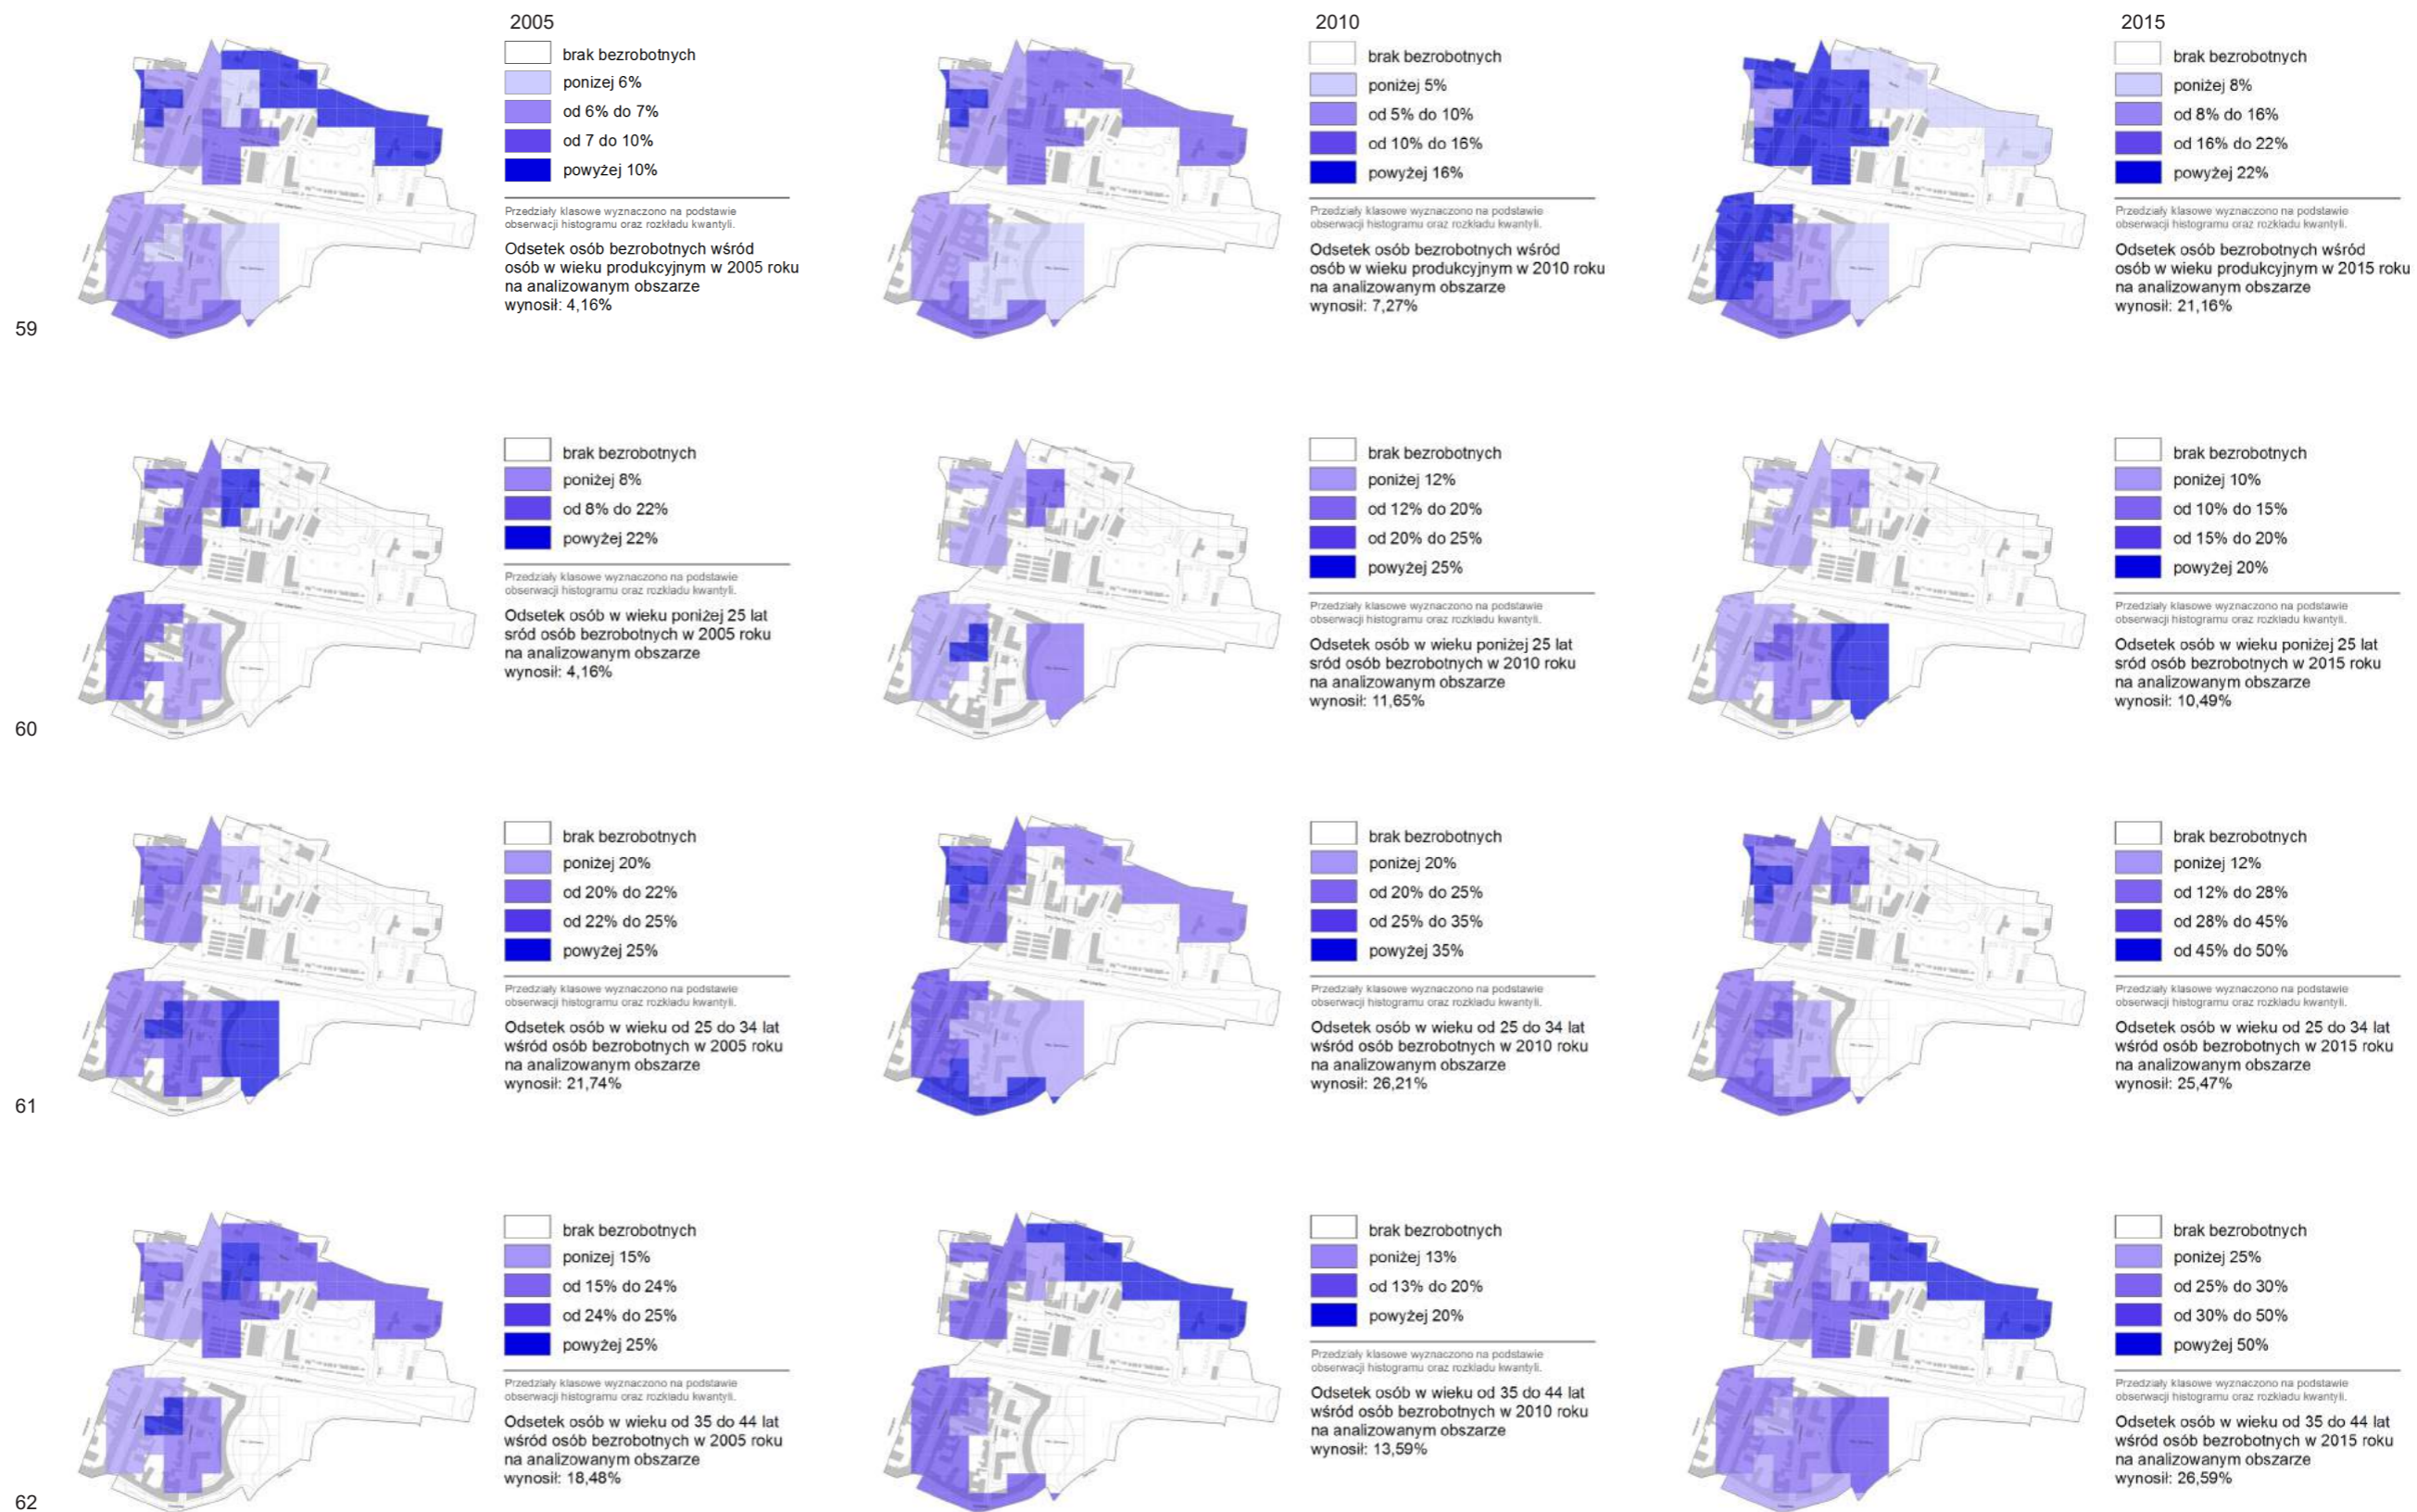 2005
brak bezrobotnych
ponizej 6%
od 6% do 7%
od 7 do 10%
powyżej 10%
Przedziały klasowe wyznaczono na podstawie
obserwacji histogramu oraz rozkładu kwantyli.
Odsetek osób bezrobotnych wśród
osób w wieku produkcyjnym w 2005 roku
na analizowanym obszarze
wynosił: 4,16%
2010
brak bezrobotnych
poniżej 5%
od 5% do 10%
od 10% do 16%
powyżej 16%
Przedziały klasowe wyznaczono na podstawie
obserwacji histogramu oraz rozkładu kwantyli.
Odsetek osób bezrobotnych wśród
osób w wieku produkcyjnym w 2010 roku
na analizowanym obszarze
wynosił: 7,27%
2015
brak bezrobotnych
poniżej 8%
od 8% do 16%
od 16% do 22%
powyżej 22%
Przedziały klasowe wyznaczono na podstawie
obserwacji histogramu oraz rozkładu kwantyli.
Odsetek osób bezrobotnych wśród
osób w wieku produkcyjnym w 2015 roku
na analizowanym obszarze
wynosił: 21,16%
59
brak bezrobotnych
poniżej 8%
od 8% do 22%
powyżej 22%
Przedziały klasowe wyznaczono na podstawie
obserwacji histogramu oraz rozkładu kwantyli.
Odsetek osób w wieku poniżej 25 lat
sród osób bezrobotnych w 2005 roku
na analizowanym obszarze
wynosił: 4,16%
brak bezrobotnych
poniżej 12%
od 12% do 20%
od 20% do 25%
powyżej 25%
Przedziały klasowe wyznaczono na podstawie
obserwacji histogramu oraz rozkładu kwantyli.
Odsetek osób w wieku poniżej 25 lat
sród osób bezrobotnych w 2010 roku
na analizowanym obszarze
wynosił: 11,65%
brak bezrobotnych
poniżej 10%
od 10% do 15%
od 15% do 20%
powyżej 20%
Przedziały klasowe wyznaczono na podstawie
obserwacji histogramu oraz rozkładu kwantyli.
Odsetek osób w wieku poniżej 25 lat
sród osób bezrobotnych w 2015 roku
na analizowanym obszarze
wynosił: 10,49%
60
brak bezrobotnych
poniżej 20%
od 20% do 22%
od 22% do 25%
powyżej 25%
Przedziały klasowe wyznaczono na podstawie
obserwacji histogramu oraz rozkładu kwantyli.
Odsetek osób w wieku od 25 do 34 lat
wśród osób bezrobotnych w 2005 roku
na analizowanym obszarze
wynosił: 21,74%
brak bezrobotnych
poniżej 20%
od 20% do 25%
od 25% do 35%
powyżej 35%
Przedziały klasowe wyznaczono na podstawie
obserwacji histogramu oraz rozkładu kwantyli.
Odsetek osób w wieku od 25 do 34 lat
wśród osób bezrobotnych w 2010 roku
na analizowanym obszarze
wynosił: 26,21%
brak bezrobotnych
poniżej 12%
od 12% do 28%
od 28% do 45%
od 45% do 50%
Przedziały klasowe wyznaczono na podstawie
obserwacji histogramu oraz rozkładu kwantyli.
Odsetek osób w wieku od 25 do 34 lat
wśród osób bezrobotnych w 2015 roku
na analizowanym obszarze
wynosił: 25,47%
61
brak bezrobotnych
ponizej 15%
od 15% do 24%
od 24% do 25%
powyżej 25%
Przedziały klasowe wyznaczono na podstawie
obserwacji histogramu oraz rozkładu kwantyli.
Odsetek osób w wieku od 35 do 44 lat
wśród osób bezrobotnych w 2005 roku
na analizowanym obszarze
wynosił: 18,48%
brak bezrobotnych
poniżej 13%
od 13% do 20%
powyżej 20%
Przedziały klasowe wyznaczono na podstawie
obserwacji histogramu oraz rozkładu kwantyli.
Odsetek osób w wieku od 35 do 44 lat
wśród osób bezrobotnych w 2010 roku
na analizowanym obszarze
wynosił: 13,59%
brak bezrobotnych
poniżej 25%
od 25% do 30%
od 30% do 50%
powyżej 50%
Przedziały klasowe wyznaczono na podstawie
obserwacji histogramu oraz rozkładu kwantyli.
Odsetek osób w wieku od 35 do 44 lat
wśród osób bezrobotnych w 2015 roku
na analizowanym obszarze
wynosił: 26,59%
62